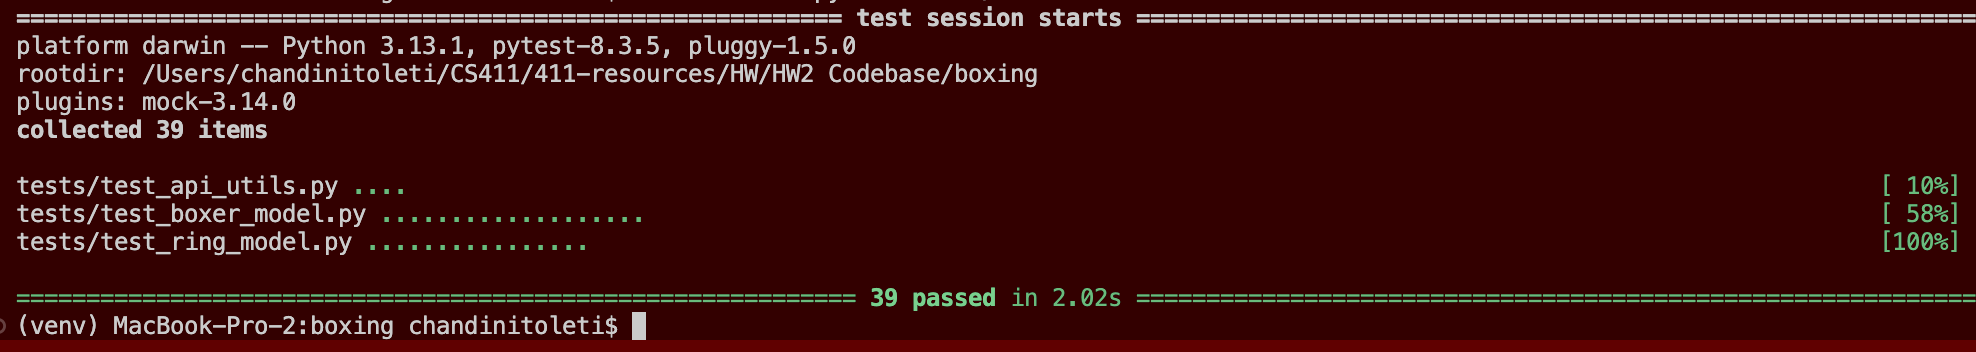 ============================================================ test session starts ============================================================
platform darwin -- Python 3.13.1, pytest-8.3.5, pluggy-1.5.0
rootdir: /Users/chandinitoleti/CS411/411-resources/HW/HW2 Codebase/boxing
plugins: mock-3.14.0
collected 39 items
tests/test_api_utils.py .... [ 10%]
tests/test_boxer_model.py ................... [ 58%]
tests/test_ring_model.py ................ [100%]
============================================================ 39 passed in 2.02s ============================================================
(venv) MacBook-Pro-2:boxing chandinitoleti$